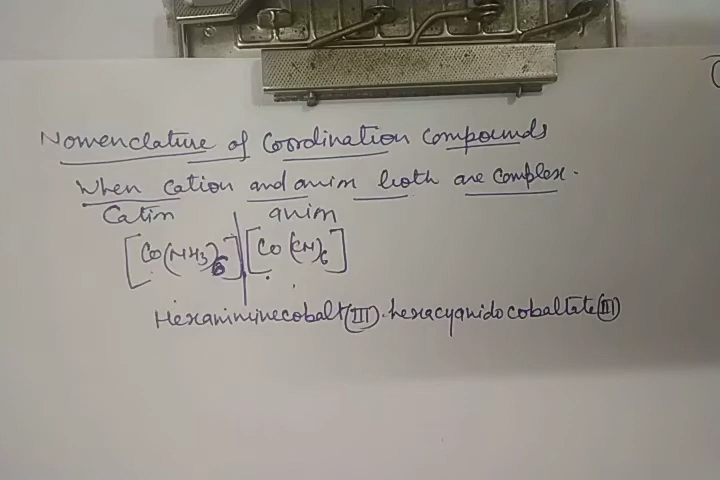 Nomenclature of Coordination Compounds
When cation and anion both are complex.
Cation anion
[Co(NH3)6] [Co(CN)6]
Hexamminecobalt(III).hexacyanidocobaltate(III)